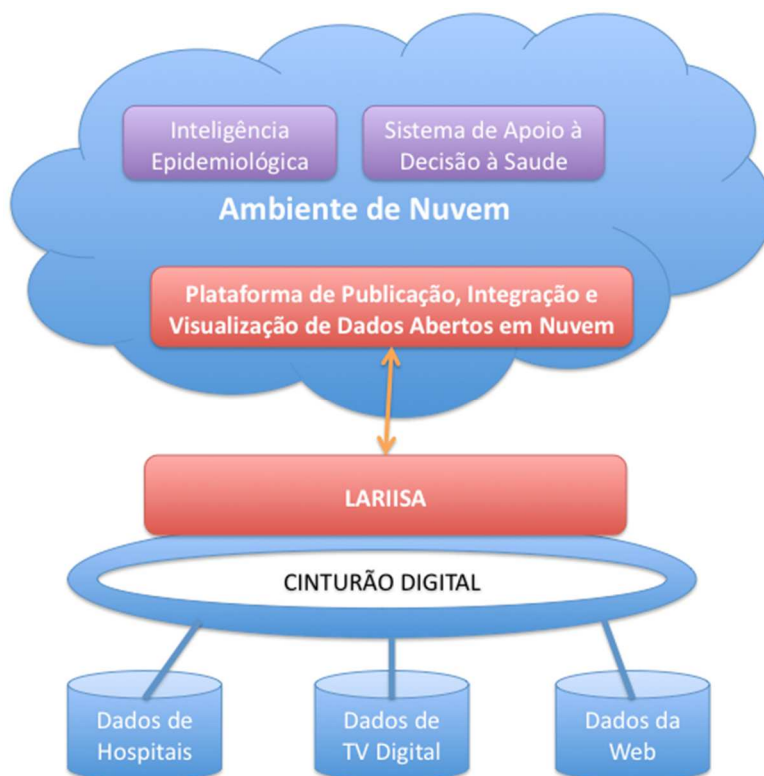 Inteligência
Epidemiológica
Sistema de Apoio à
Decisão à Saude
Ambiente de Nuvem
Plataforma de Publicação, Integração e
Visualização de Dados Abertos em Nuvem
LARIISA
CINTURÃO DIGITAL
Dados de
Hospitais
Dados de
TV Digital
Dados da
Web